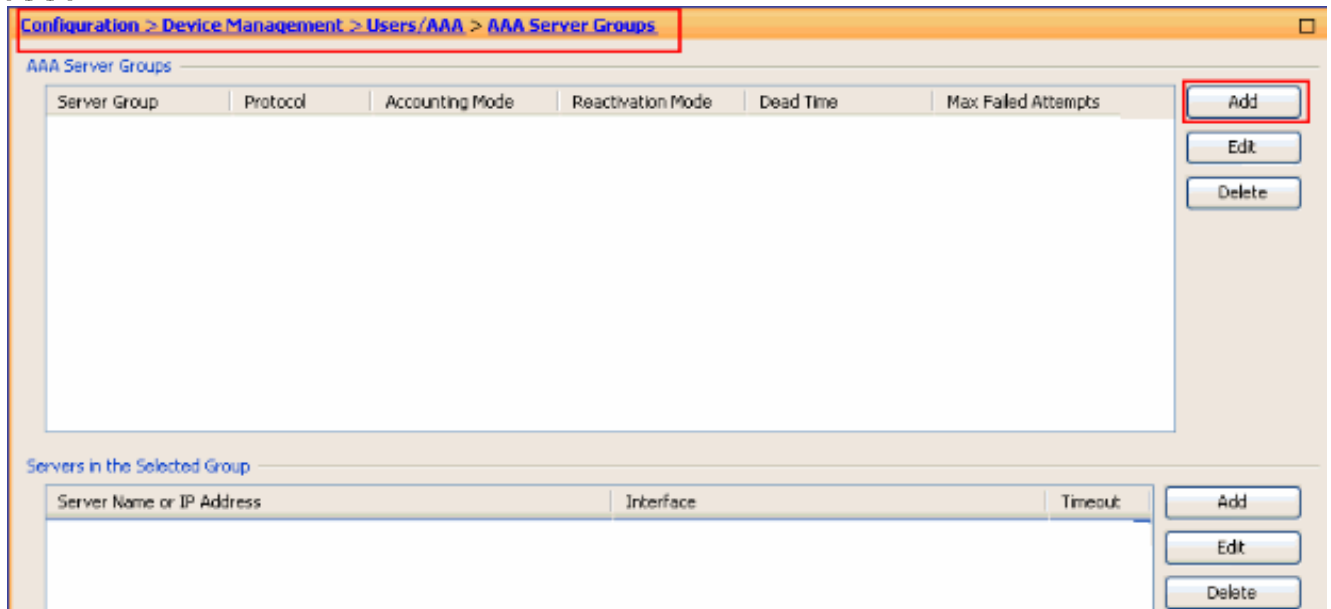 Configuration > Device Management > Users/AAA > AAA Server Groups
AAA Server Groups
Server Group Protocol Accounting Mode Reactivation Mode Dead Time Max Failed Attempts
Add
Edit
Delete
Servers in the Selected Group
Server Name or IP Address Interface Timeout
Add
Edit
Delete